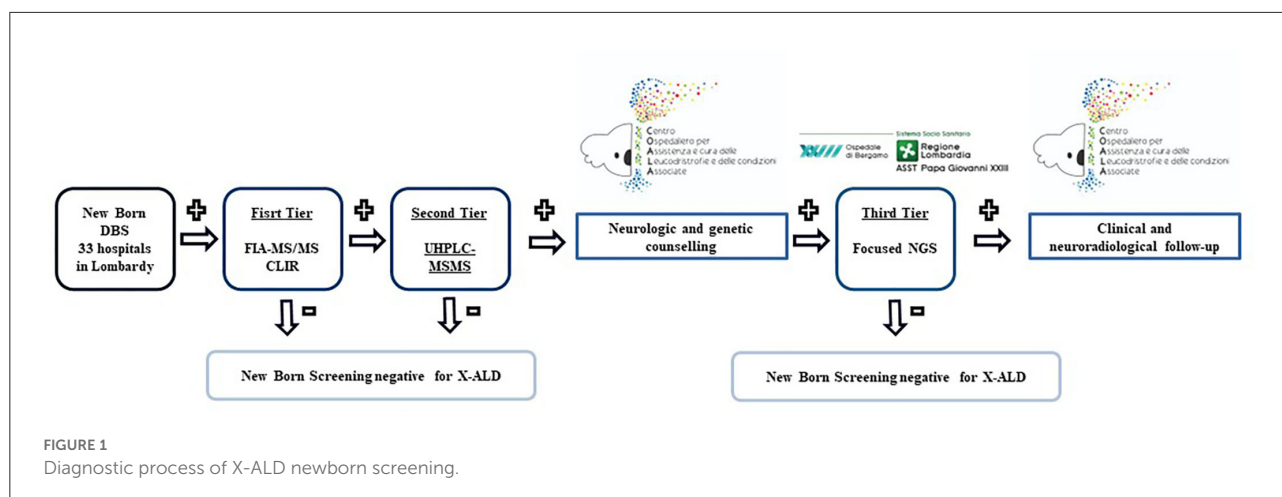 Centro
Ospedaliero per
Assistenza e cura delle
Leucodistrofie e delle condizioni
Associate
XXIII Ospedale
di Bergamo
Sistema Socio Sanitario
Regione
Lombardia
ASST Papa Giovanni XXIII
Centro
Ospedaliero per
Assistenza e cura delle
Leucodistrofie e delle condizioni
Associate
New Born
DBS
33 hospitals
in Lombardy
+
Fisrt Tier
FIA-MS/MS
CLIR
+
Second Tier
UHPLC-
MSMS
+
Neurologic and genetic
counselling
+
Third Tier
Focused NGS
+
Clinical and
neuroradiological follow-up
-
-
-
New Born Screening negative for X-ALD
New Born Screening negative for X-ALD
FIGURE 1
Diagnostic process of X-ALD newborn screening.